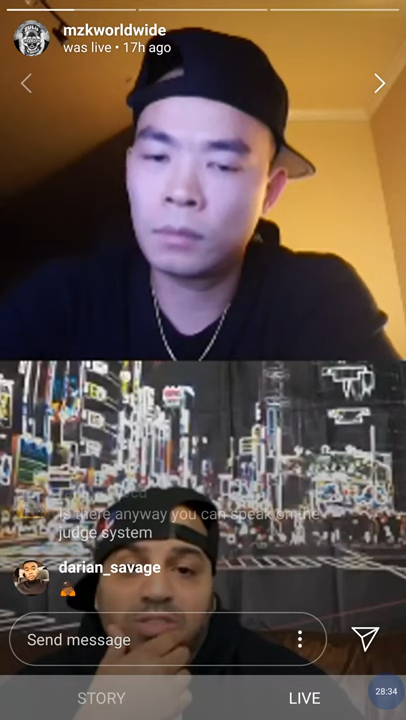 mzkworldwide
was live • 17h ago
Is there anyway you can speak on the
judge system
darian_savage
🙏🏾
Send message
STORY
LIVE
28:34